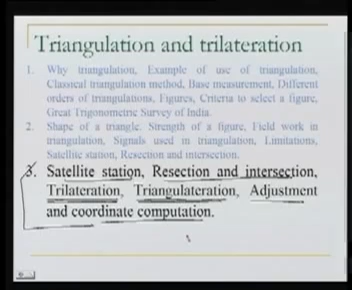 Triangulation and trilateration
1. Why triangulation, Example of use of triangulation,
Classical triangulation method, Base measurement, Different
orders of triangulations, Figures, Criteria to select a figure,
Great Trigonometric Survey of India.
2. Shape of a triangle. Strength of a figure, Field work in
triangulation, Signals used in triangulation, Limitations,
Satellite station, Resection and intersection.
3. Satellite station, Resection and intersection,
Trilateration, Triangulateration, Adjustment
and coordinate computation.